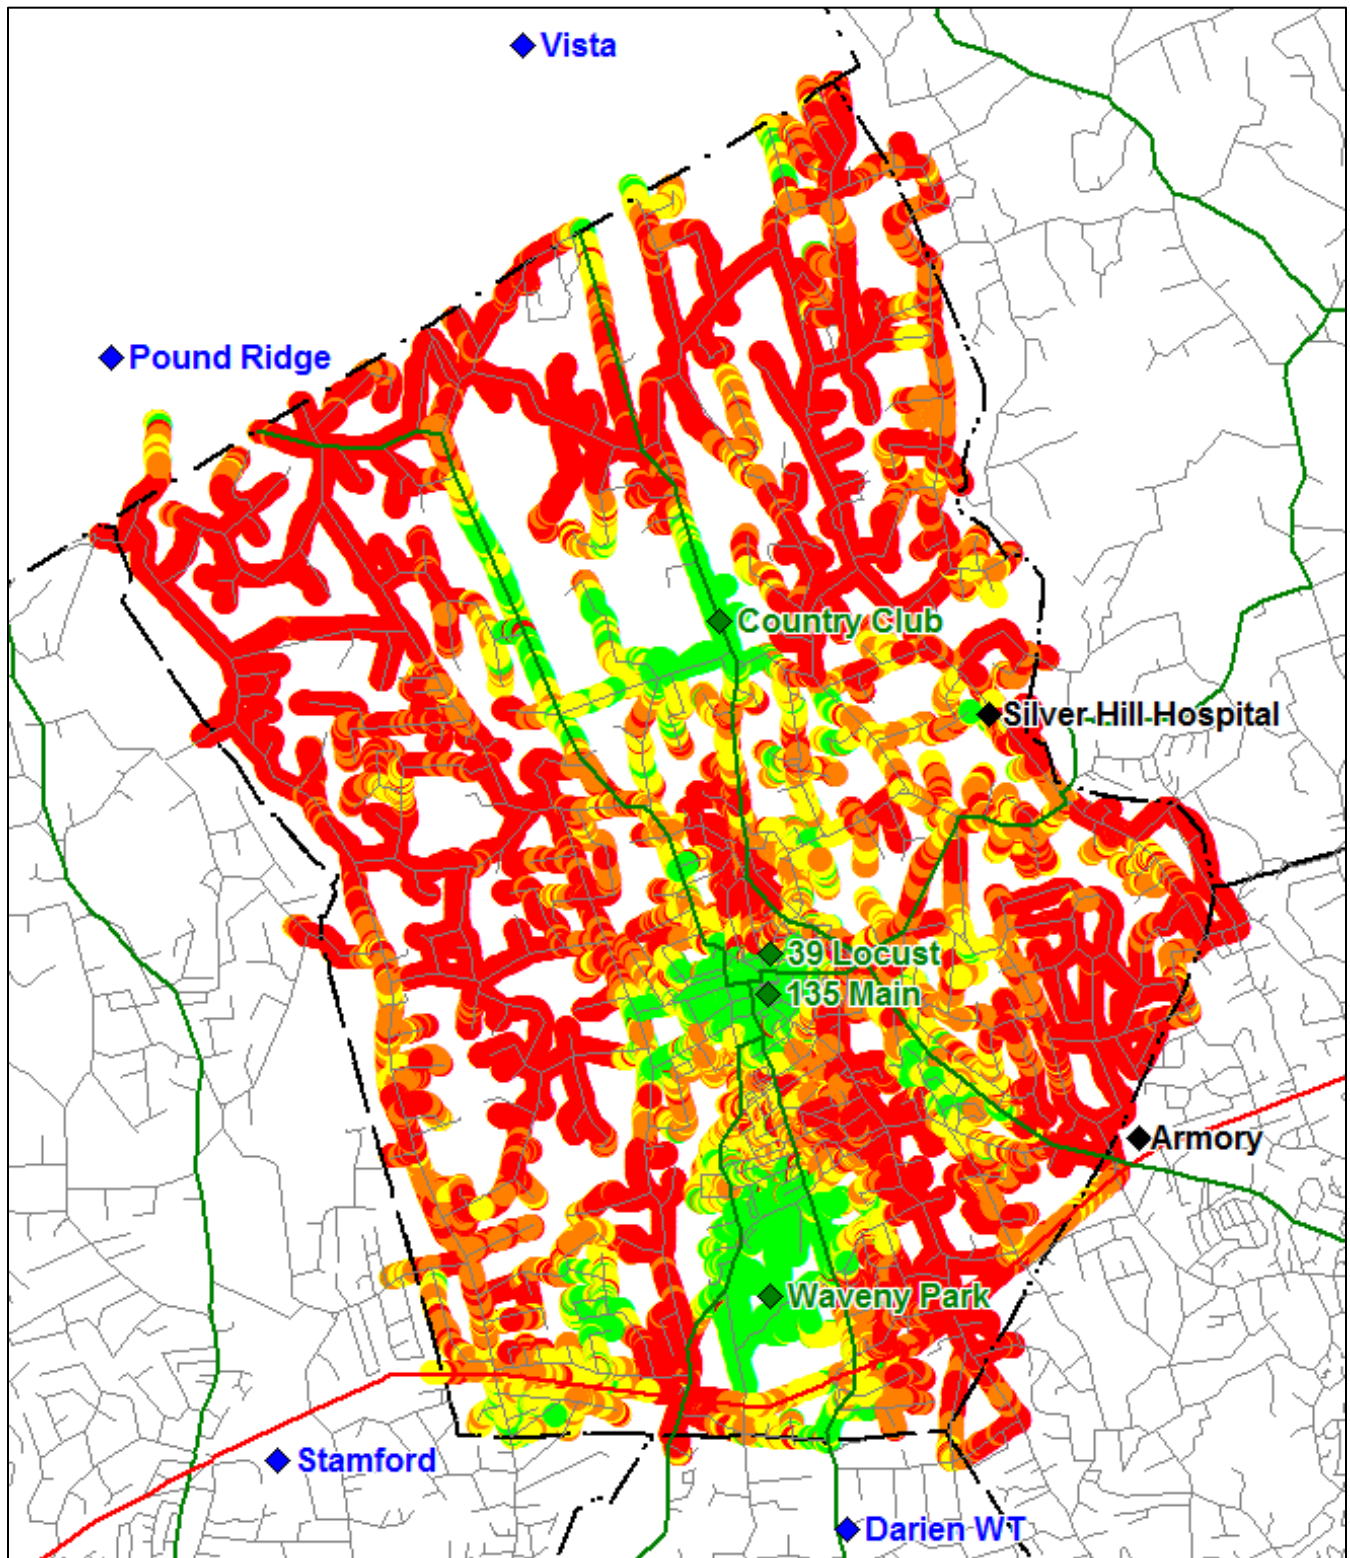 Vista
Pound Ridge
Country Club
Silver Hill Hospital
39 Locust
135 Main
Armory
Waveny Park
Stamford
Darien WT